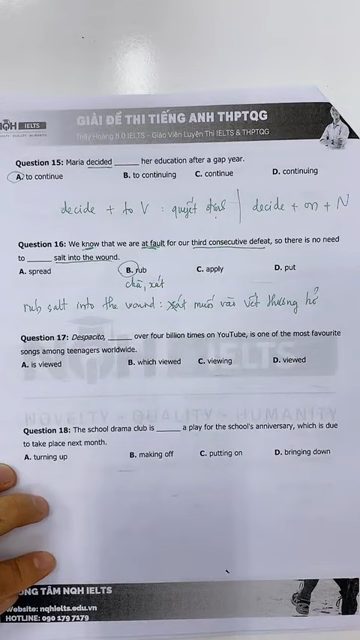 NQH IELTS
GIẢI ĐỀ THI TIẾNG ANH THPTQG
Thầy Hoàng 8.0 IELTS - Giáo Viên Luyện Thi IELTS & THPTQG
Question 15: Maria decided ______ her education after a gap year.
A. to continue B. to continuing C. continue D. continuing
decide + to V : quyết định | decide + on + N
Question 16: We know that we are at fault for our third consecutive defeat, so there is no need
to ______ salt into the wound.
A. spread B. rub C. apply D. put
chà, xát
rub salt into the wound : xát muối vào vết thương hở
Question 17: Despacito, ______ over four billion times on YouTube, is one of the most favourite
songs among teenagers worldwide.
A. is viewed B. which viewed C. viewing D. viewed
IELTS
NOVELTY - QUALITY - HUMANITY
Question 18: The school drama club is ______ a play for the school's anniversary, which is due
to take place next month.
A. turning up B. making off C. putting on D. bringing down
TÂM NQH IELTS
Website: nqhielts.edu.vn
HOTLINE: 090 179 7179